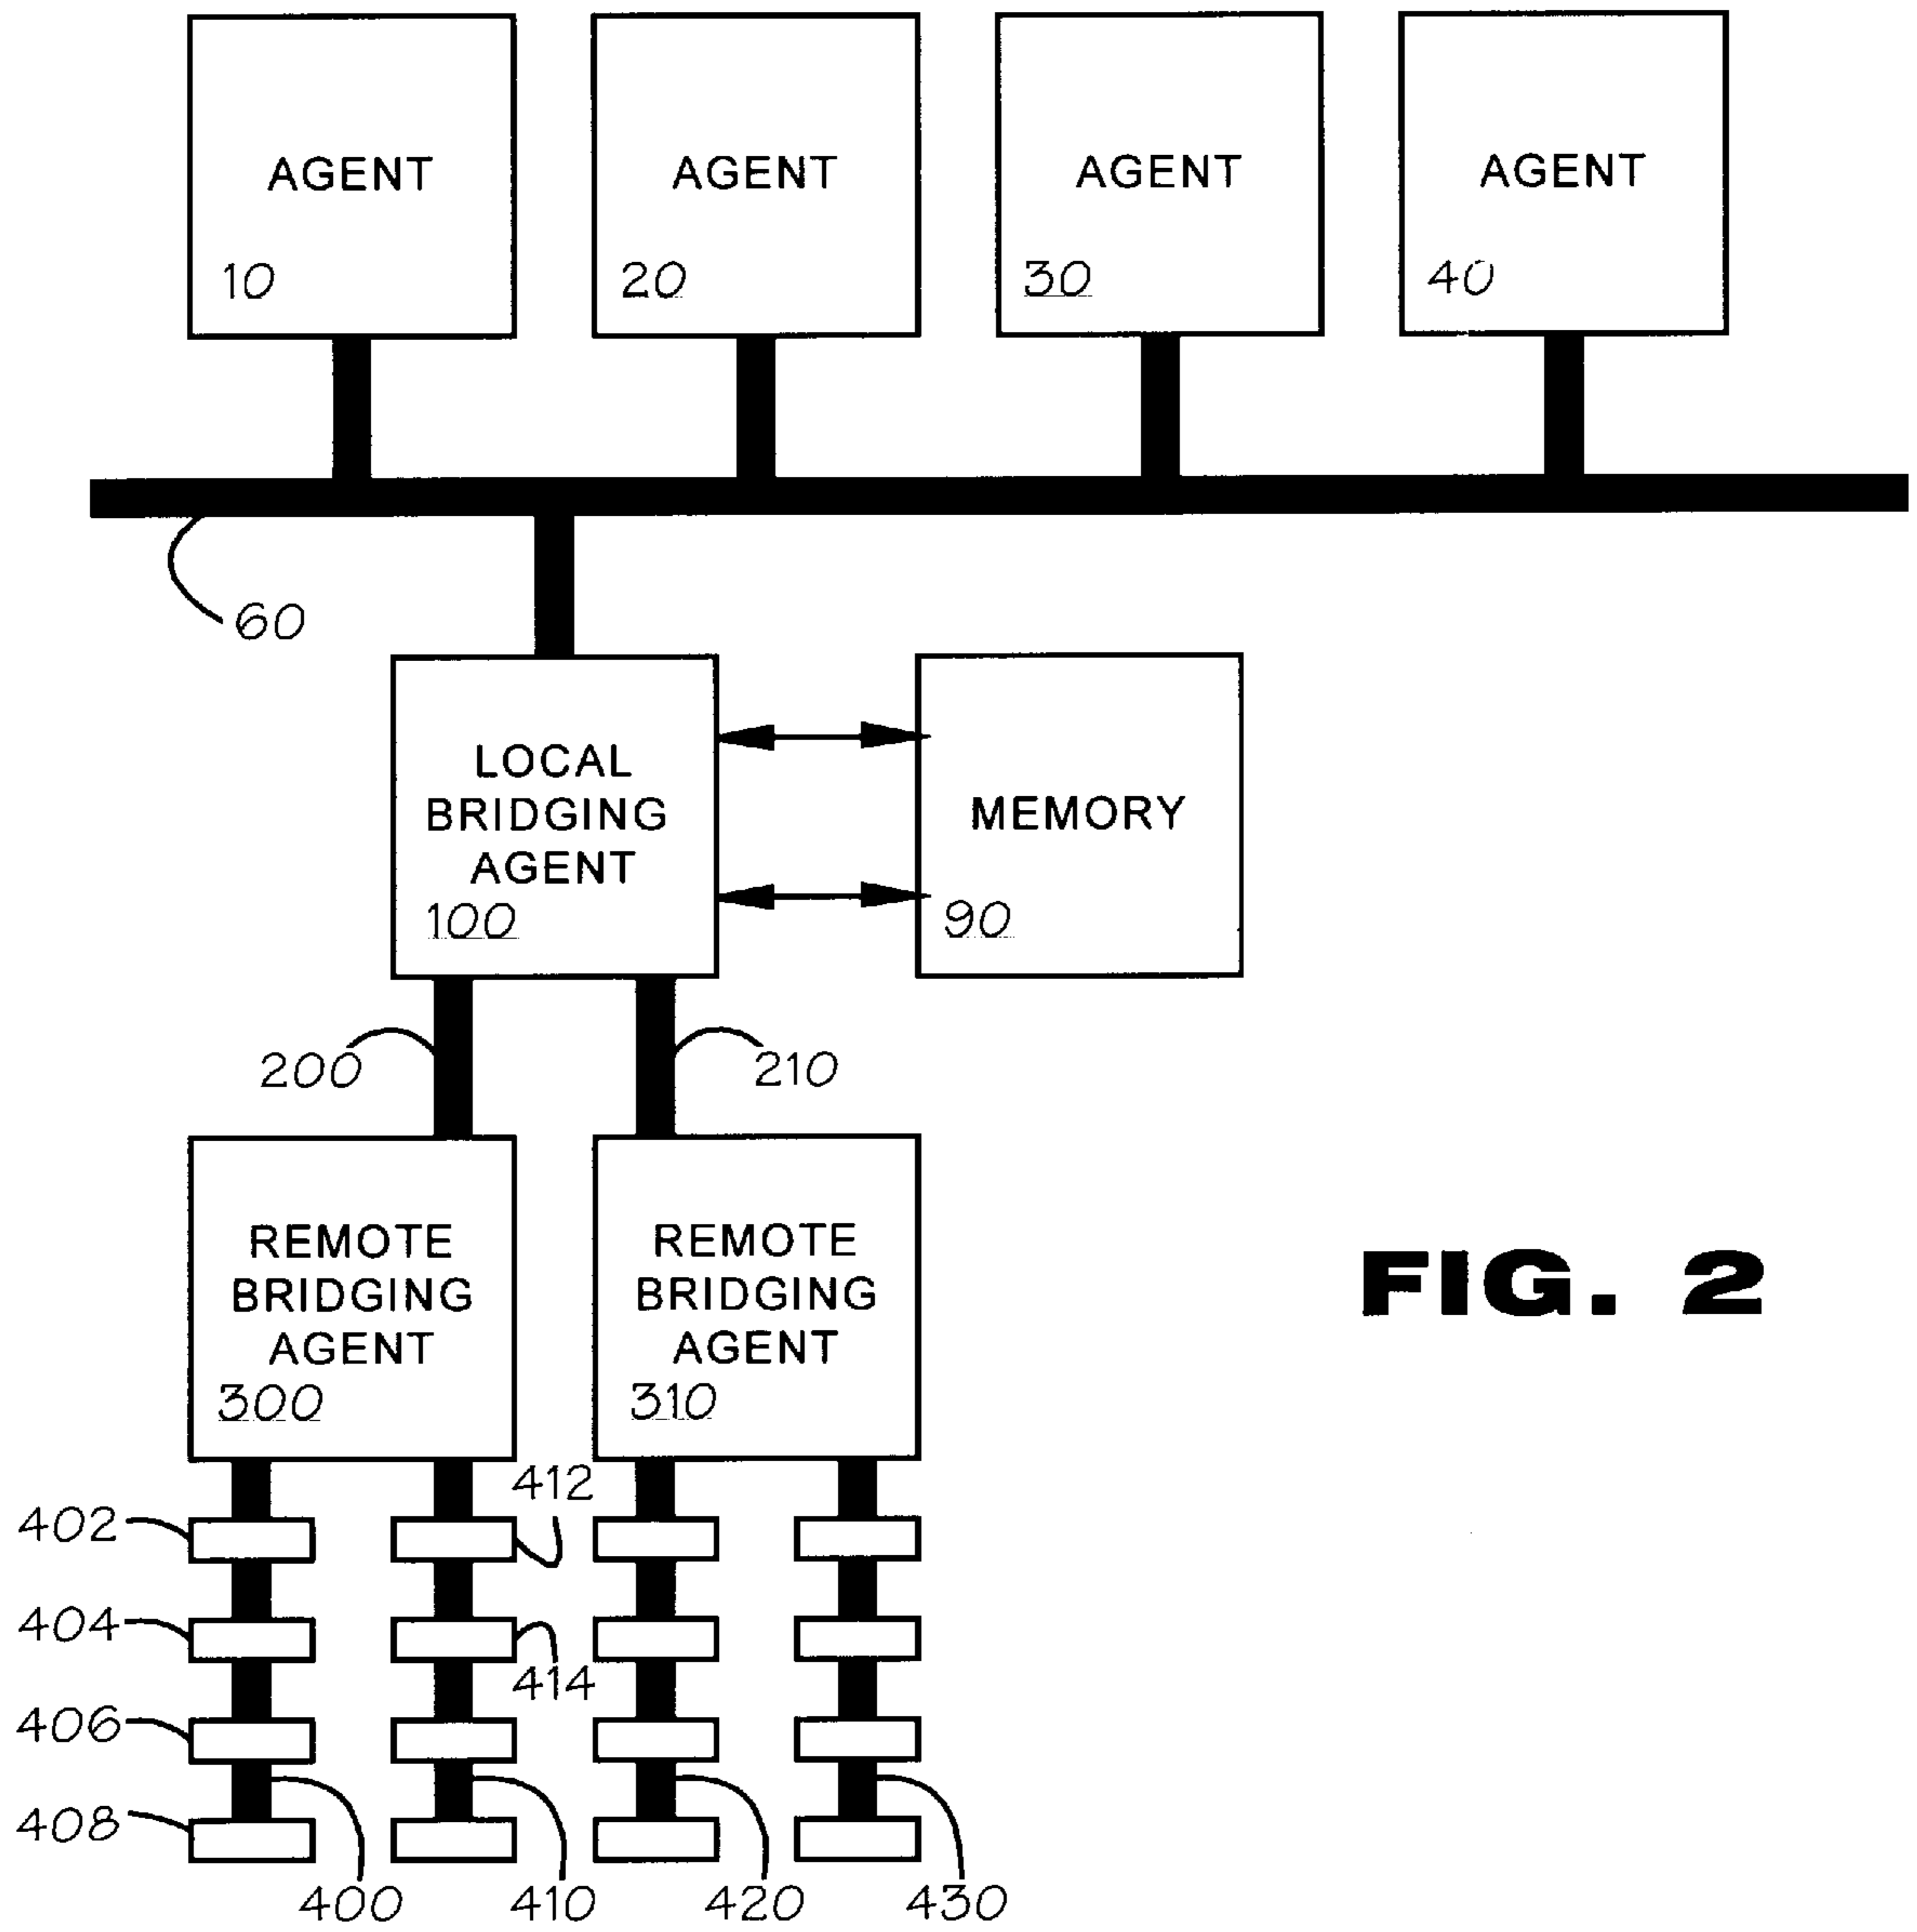 AGENT
10
AGENT
20
AGENT
30
AGENT
40
60
LOCAL
BRIDGING
AGENT
100
MEMORY
90
200
210
REMOTE
BRIDGING
AGENT
300
REMOTE
BRIDGING
AGENT
310
FIG. 2
412
402
404
414
406
408
400
410
420
430